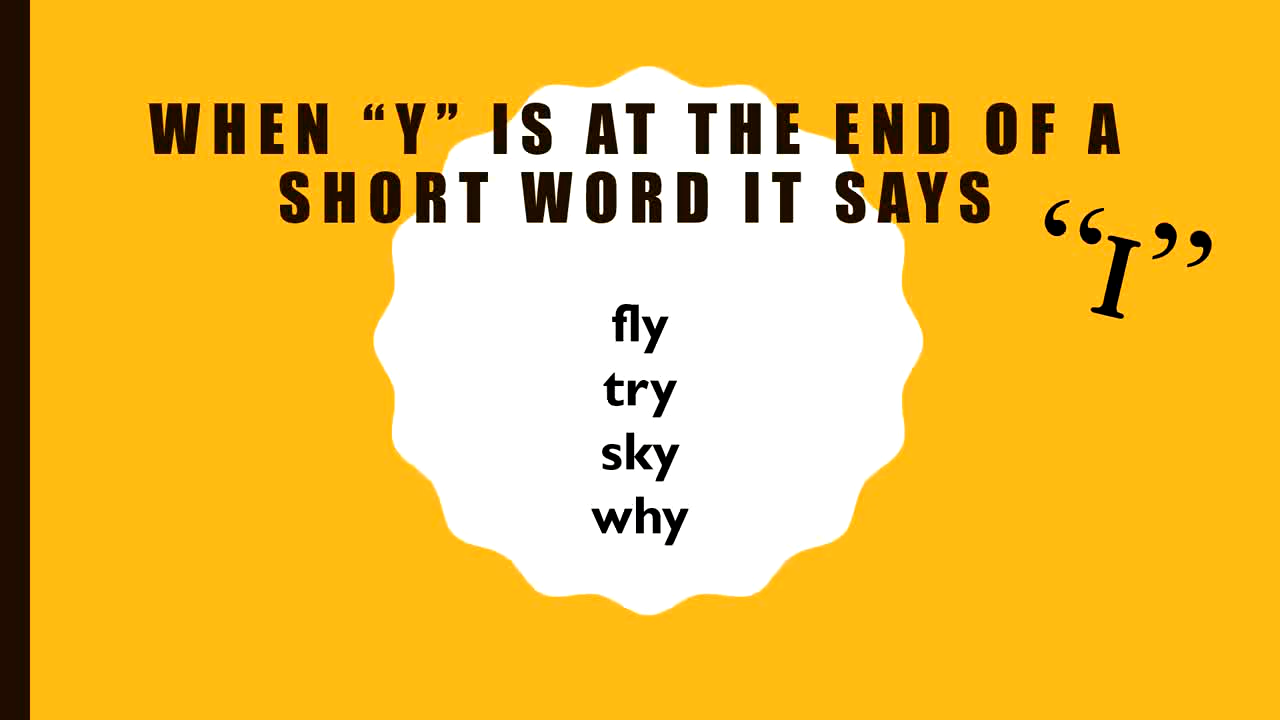 WHEN “Y” IS AT THE END OF A
SHORT WORD IT SAYS
“I”
fly
try
sky
why